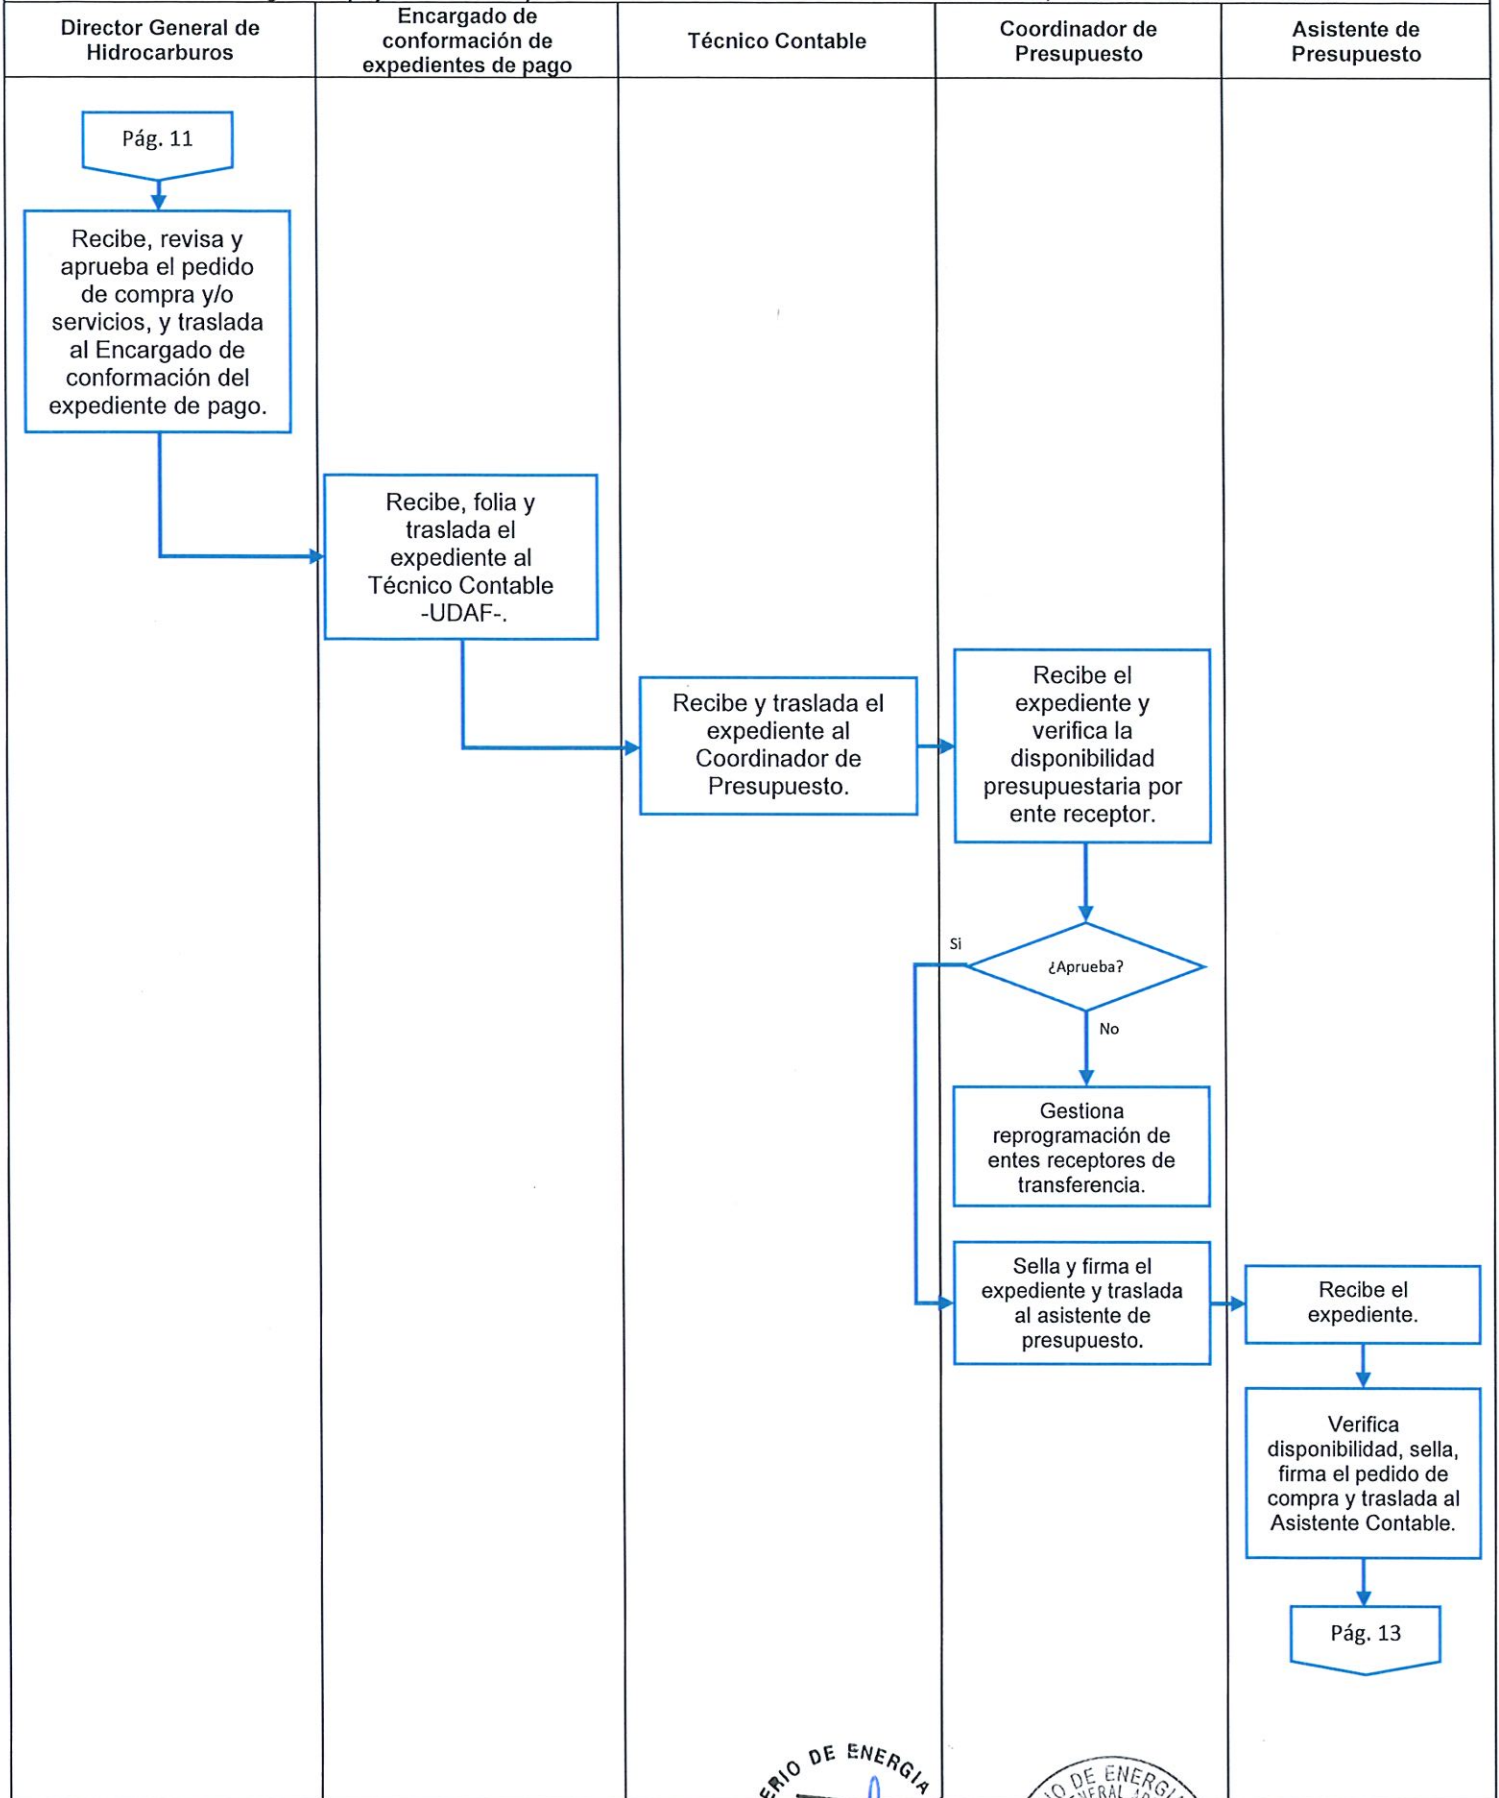 Director General de
Hidrocarburos
Encargado de
conformación de
expedientes de pago
Técnico Contable
Coordinador de
Presupuesto
Asistente de
Presupuesto
Pág. 11
Recibe, revisa y
aprueba el pedido
de compra y/o
servicios, y traslada
al Encargado de
conformación del
expediente de pago.
Recibe, folia y
traslada el
expediente al
Técnico Contable
-UDAF-.
Recibe y traslada el
expediente al
Coordinador de
Presupuesto.
Recibe el
expediente y
verifica la
disponibilidad
presupuestaria por
ente receptor.
¿Aprueba?
Si
No
Gestiona
reprogramación de
entes receptores de
transferencia.
Sella y firma el
expediente y traslada
al asistente de
presupuesto.
Recibe el
expediente.
Verifica
disponibilidad, sella,
firma el pedido de
compra y traslada al
Asistente Contable.
Pág. 13
DE ENERGIA
DE ENERGI